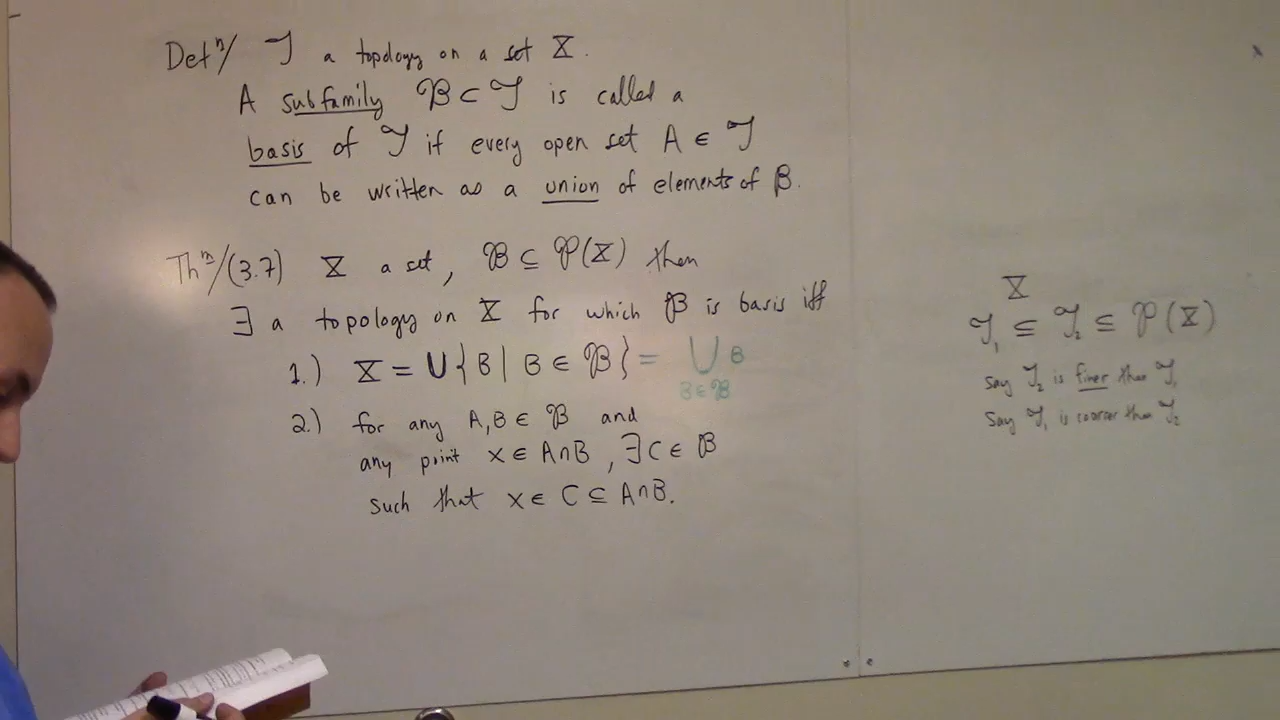 Defⁿ/ 𝒯 a topology on a set X.
A subfamily ℬ ⊂ 𝒯 is called a
basis of 𝒯 if every open set A ∈ 𝒯
can be written as a union of elements of ℬ.
Thᵐ/(3.7) X a set, ℬ ⊆ 𝒫(X) then
∃ a topology on X for which ℬ is basis iff
1.) X = ∪{B | B ∈ ℬ} = ∪ B
B∈ℬ
2.) for any A,B ∈ ℬ and
any point x ∈ A∩B, ∃C ∈ ℬ
such that x ∈ C ⊆ A∩B.
X
𝒯₁ ⊆ 𝒯₂ ⊆ 𝒫(X)
say 𝒯₂ is finer than 𝒯₁
say 𝒯₁ is coarser than 𝒯₂